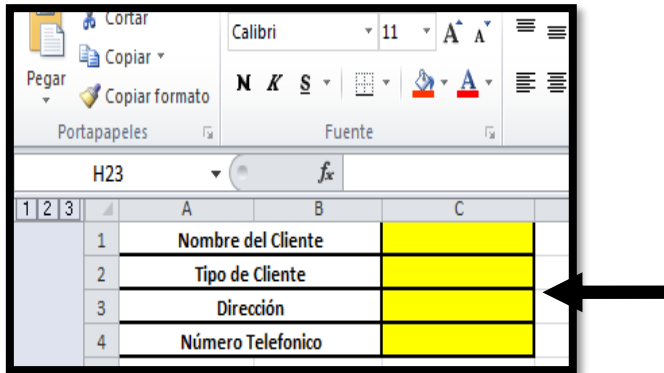 Cortar
Calibri 11 A A
Copiar
Pegar
N K S A
Copiar formato
Portapapeles Fuente
H23 fx
1 2 3 A B C
1 Nombre del Cliente
2 Tipo de Cliente
3 Dirección
4 Número Telefonico